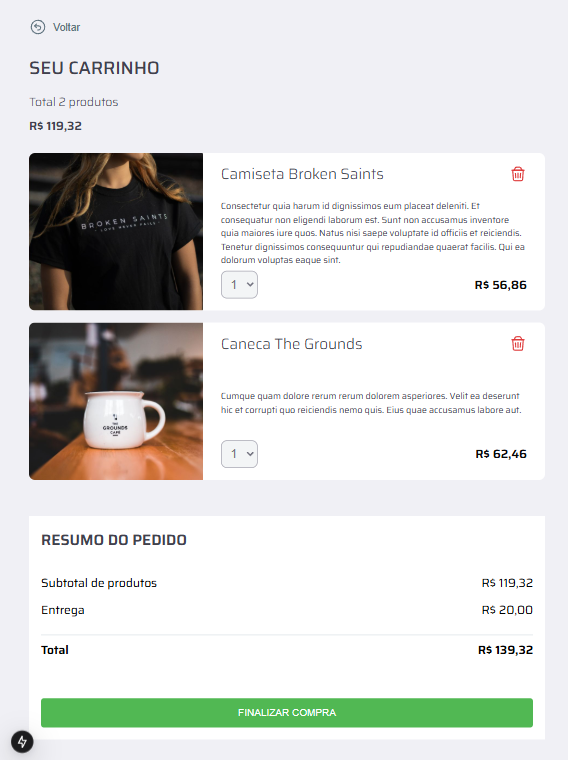 Voltar
SEU CARRINHO
Total 2 produtos
R$ 119,32
BROKEN SAINTS
• LOVE NEVER FAILS •
Camiseta Broken Saints
Consectetur quia harum id dignissimos eum placeat deleniti. Et
consequatur non eligendi laborum est. Sunt non accusamus inventore
quia maiores iure quos. Natus nisi saepe voluptate id officiis et reiciendis.
Tenetur dignissimos consequuntur qui repudiandae quaerat facilis. Qui ea
dolorum voluptas eaque sint.
1
R$ 56,86
THE
GROUNDS
CAFE
Caneca The Grounds
Cumque quam dolore rerum rerum dolorem asperiores. Velit ea deserunt
hic et corrupti quo reiciendis nemo quis. Eius quae accusamus labore aut.
1
R$ 62,46
RESUMO DO PEDIDO
Subtotal de produtos R$ 119,32
Entrega R$ 20,00
Total R$ 139,32
FINALIZAR COMPRA